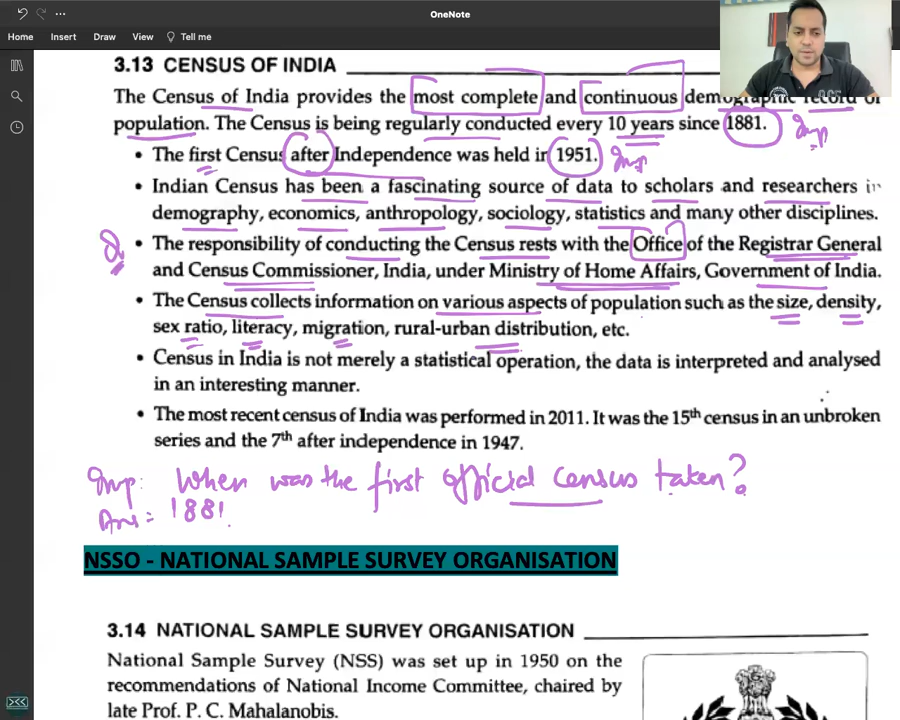 OneNote
Home Insert Draw View Tell me
3.13 CENSUS OF INDIA
The Census of India provides the most complete and continuous demographic record of
population. The Census is being regularly conducted every 10 years since 1881. Imp
• The first Census after Independence was held in 1951. Imp
• Indian Census has been a fascinating source of data to scholars and researchers in
demography, economics, anthropology, sociology, statistics and many other disciplines.
• The responsibility of conducting the Census rests with the Office of the Registrar General
and Census Commissioner, India, under Ministry of Home Affairs, Government of India.
• The Census collects information on various aspects of population such as the size, density,
sex ratio, literacy, migration, rural-urban distribution, etc.
• Census in India is not merely a statistical operation, the data is interpreted and analysed
in an interesting manner.
• The most recent census of India was performed in 2011. It was the 15th census in an unbroken
series and the 7th after independence in 1947.
Imp: When was the first official census taken?
Ans = 1881.
NSSO - NATIONAL SAMPLE SURVEY ORGANISATION
3.14 NATIONAL SAMPLE SURVEY ORGANISATION
National Sample Survey (NSS) was set up in 1950 on the
recommendations of National Income Committee, chaired by
late Prof. P. C. Mahalanobis.